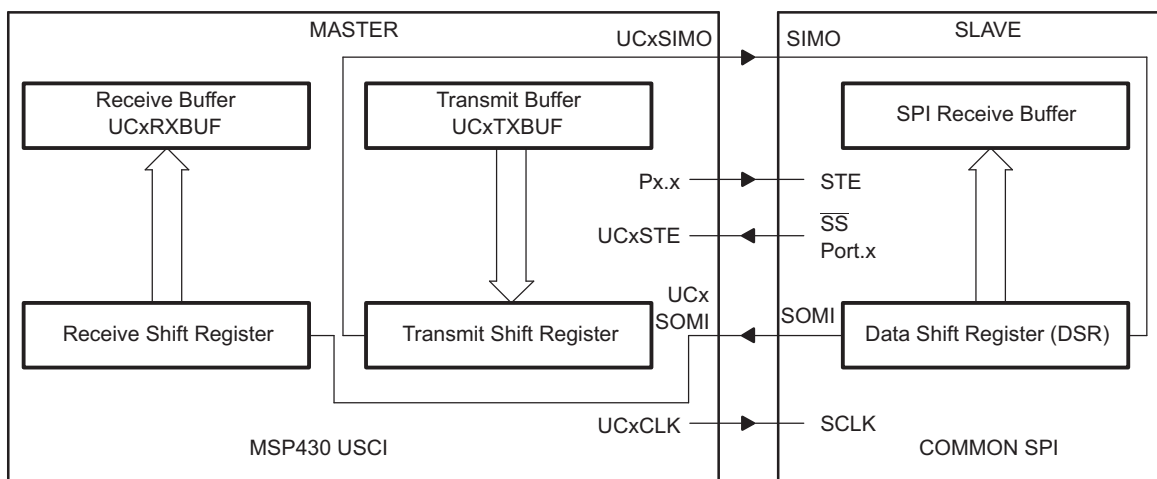 MASTER
UCxSIMO
SIMO
SLAVE
Receive Buffer
UCxRXBUF
Transmit Buffer
UCxTXBUF
SPI Receive Buffer
Px.x
STE
UCxSTE
SS
Port.x
UCx
SOMI
SOMI
Receive Shift Register
Transmit Shift Register
Data Shift Register (DSR)
UCxCLK
SCLK
MSP430 USCI
COMMON SPI